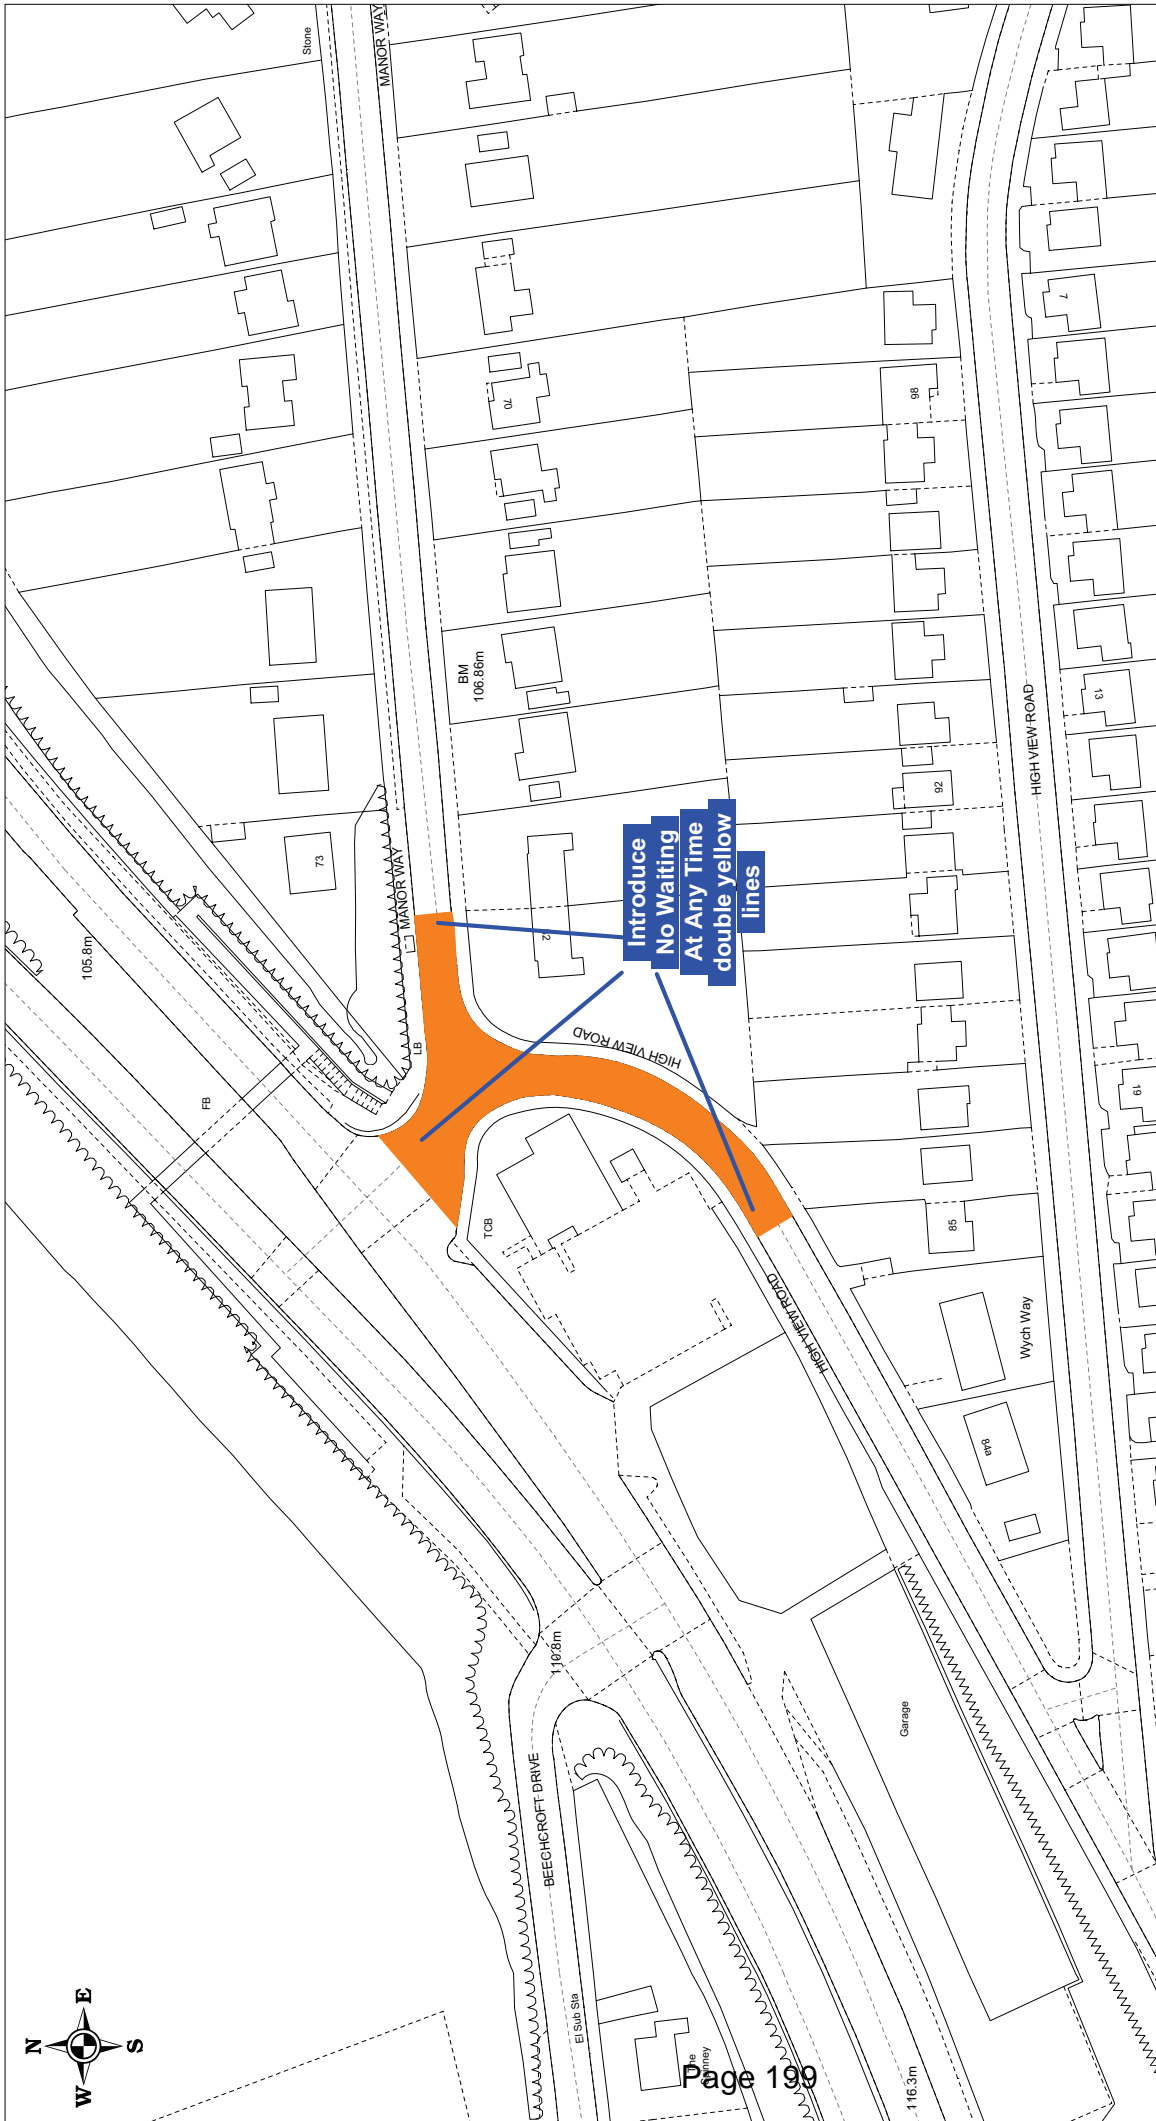 Stone
MANOR WAY
7
70
98
BM
106.86m
HIGH VIEW ROAD
13
92
73
MANOR WAY
105.8m
Introduce
No Waiting
At Any Time
double yellow
lines
LB
HIGH VIEW ROAD
FB
19
TCB
85
HIGH VIEW ROAD
Wych Way
84a
110.8m
Garage
BEECHCROFT DRIVE
El Sub Sta
The
116.3m
N
E
S
W
Page 199